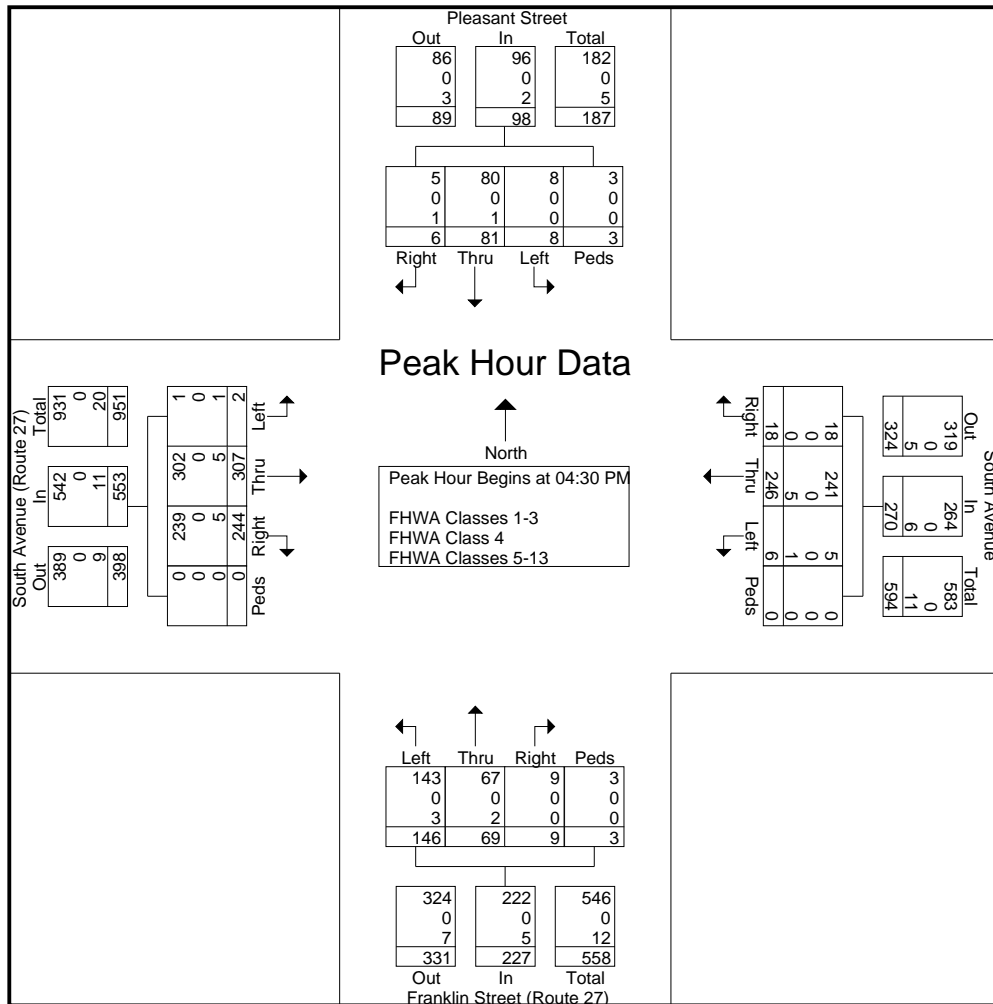 Pleasant Street
Out In Total
86 96 182
0 0 0
3 2 5
89 98 187
5 80 8 3
0 0 0 0
1 1 0 0
6 81 8 3
Right Thru Left Peds
Peak Hour Data
North
Peak Hour Begins at 04:30 PM
FHWA Classes 1-3
FHWA Class 4
FHWA Classes 5-13
South Avenue (Route 27)
Out In Total
389 542 931
0 0 0
9 11 20
398 553 951
0 239 302 1
0 0 0 0
0 5 5 1
0 244 307 2
Peds Right Thru Left
South Avenue
Out In Total
319 264 583
0 0 0
5 6 11
324 270 594
18 241 5 0
0 0 0 0
0 5 1 0
18 246 6 0
Right Thru Left Peds
Left Thru Right Peds
143 67 9 3
0 0 0 0
3 2 0 0
146 69 9 3
324 222 546
0 0 0
7 5 12
331 227 558
Out In Total
Franklin Street (Route 27)